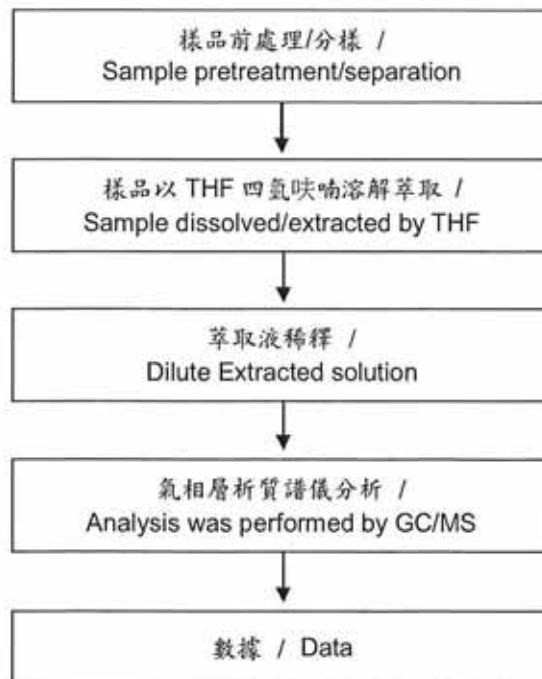 樣品前處理/分樣 /
Sample pretreatment/separation
樣品以 THF 四氫呋喃溶解萃取 /
Sample dissolved/extracted by THF
萃取液稀釋 /
Dilute Extracted solution
氣相層析質譜儀分析 /
Analysis was performed by GC/MS
數據 / Data